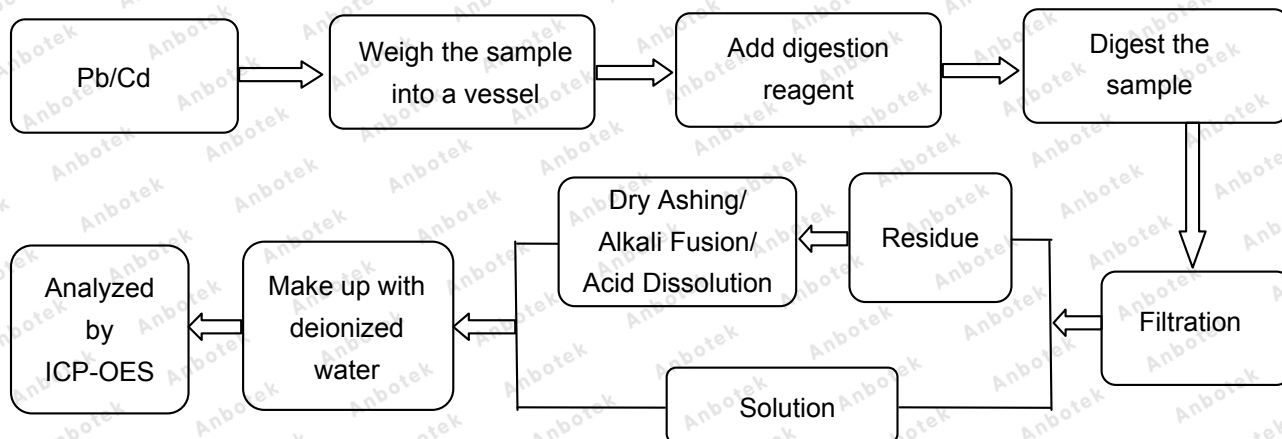 Pb/Cd
Weigh the sample
into a vessel
Add digestion
reagent
Digest the
sample
Filtration
Residue
Dry Ashing/
Alkali Fusion/
Acid Dissolution
Solution
Make up with
deionized
water
Analyzed
by
ICP-OES
Anbotek